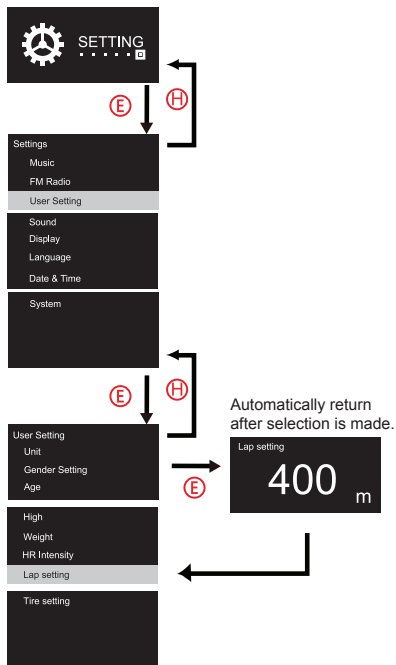 SETTING
E
H
Settings
Music
FM Radio
User Setting
Sound
Display
Language
Date & Time
System
E
H
Automatically return
after selection is made.
User Setting
Unit
Gender Setting
Age
E
Lap setting
400 m
High
Weight
HR Intensity
Lap setting
Tire setting